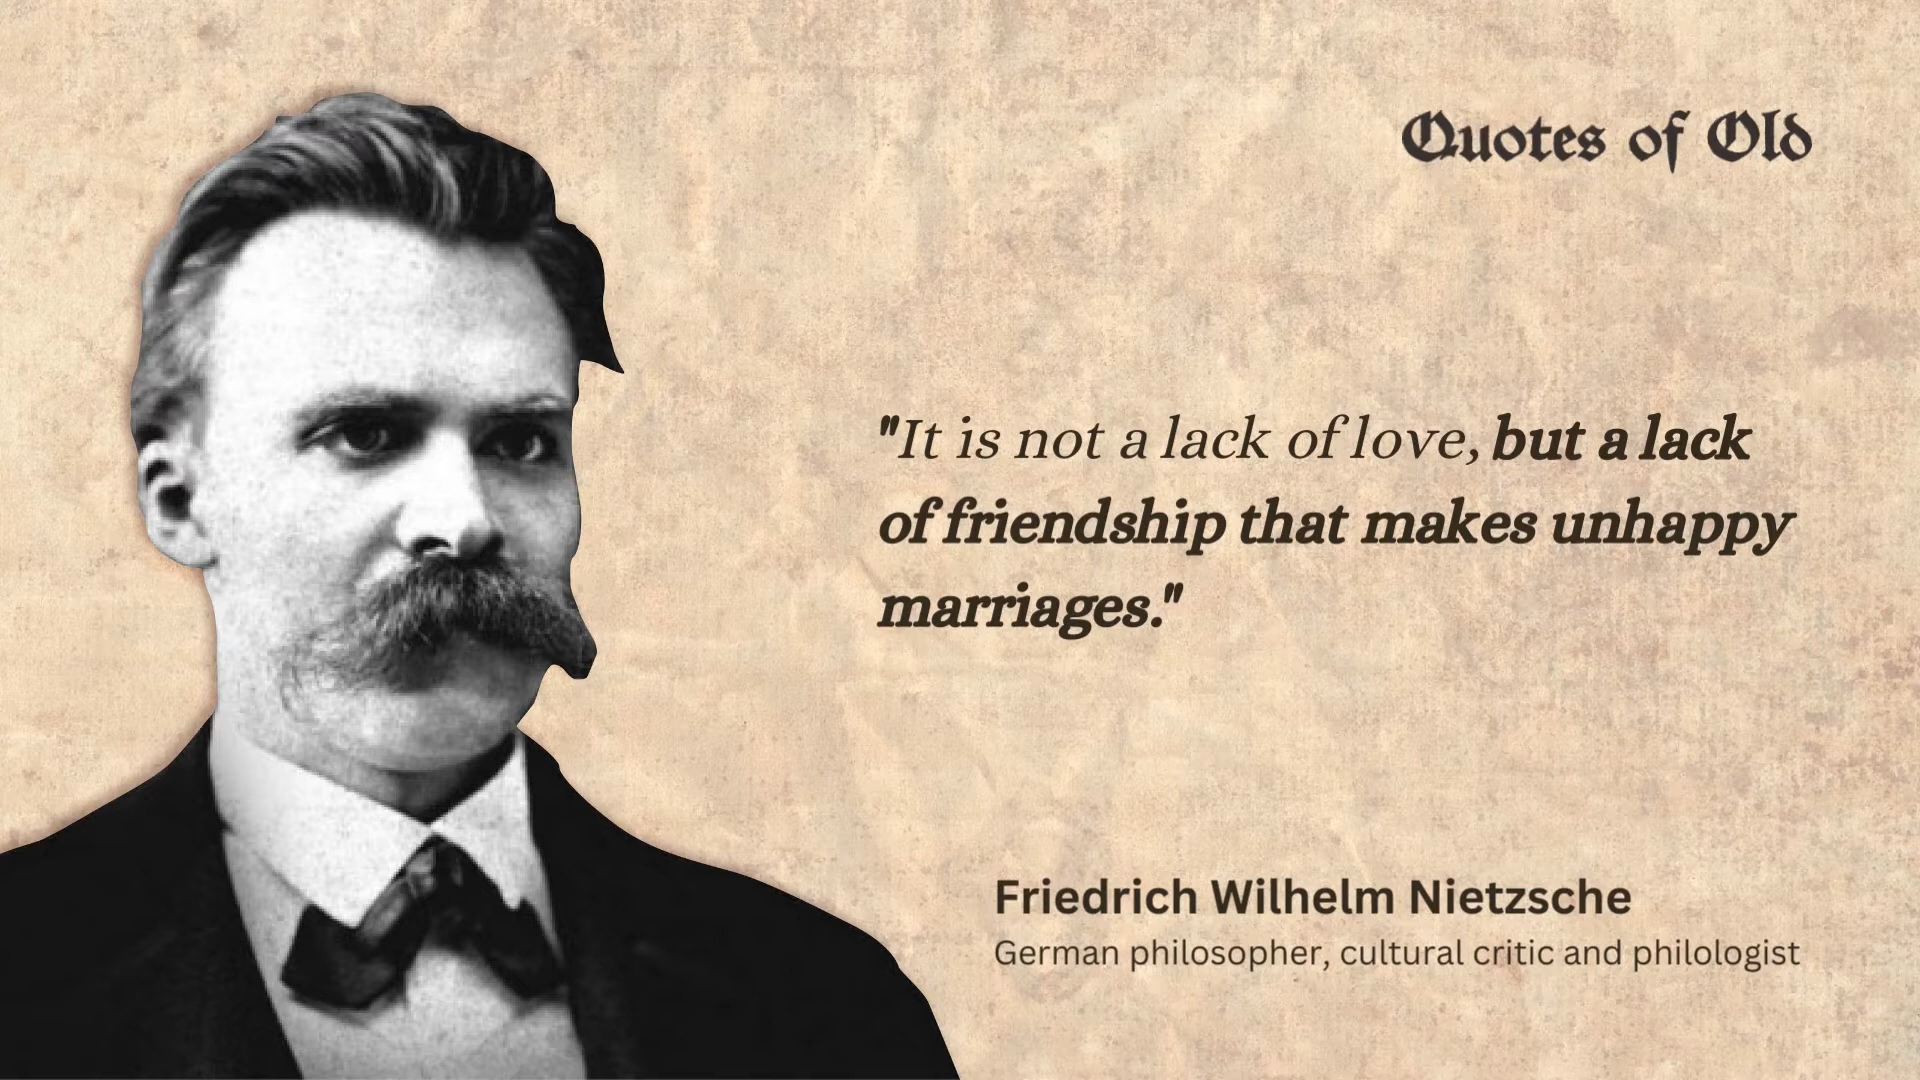 Quotes of Old
"It is not a lack of love, but a lack
of friendship that makes unhappy
marriages."
Friedrich Wilhelm Nietzsche
German philosopher, cultural critic and philologist